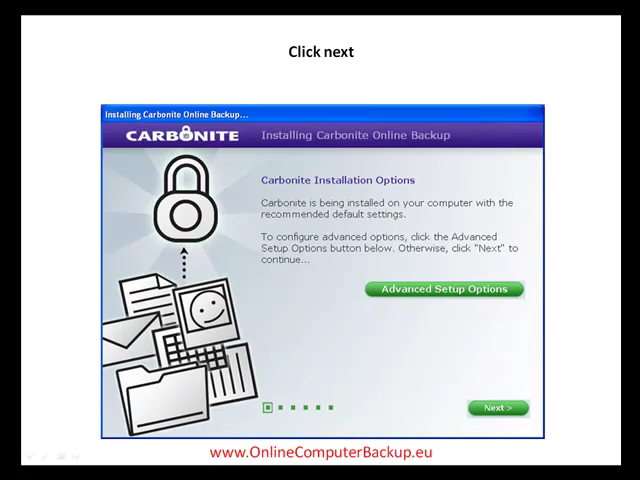 Click next
Installing Carbonite Online Backup...
CARBONITE Installing Carbonite Online Backup
Carbonite Installation Options
Carbonite is being installed on your computer with the
recommended default settings.
To configure advanced options, click the Advanced
Setup Options button below. Otherwise, click "Next" to
continue...
Advanced Setup Options
Next >
www.OnlineComputerBackup.eu